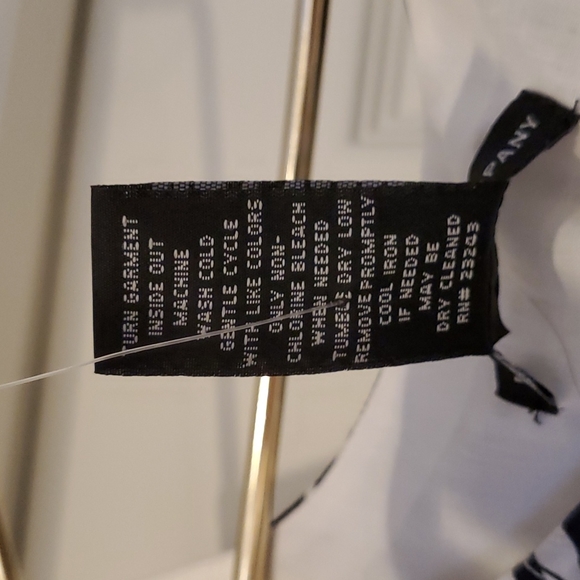 TURN GARMENT
INSIDE OUT
MACHINE
WASH COLD
GENTLE CYCLE
WITH LIKE COLORS
ONLY NON-
CHLORINE BLEACH
WHEN NEEDED
TUMBLE DRY LOW
REMOVE PROMPTLY
COOL IRON
IF NEEDED
MAY BE
DRY CLEANED
RN# 23243
PANY